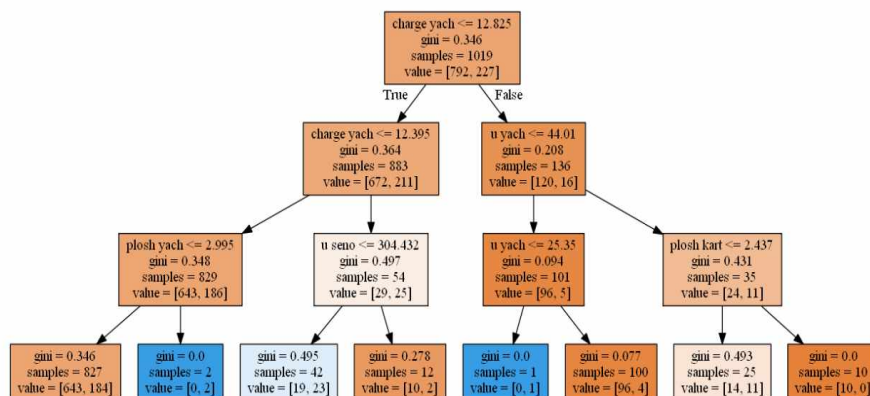 charge yach <= 12.825
gini = 0.346
samples = 1019
value = [792, 227]
True
False
charge yach <= 12.395
gini = 0.364
samples = 883
value = [672, 211]
u yach <= 44.01
gini = 0.208
samples = 136
value = [120, 16]
plosh yach <= 2.995
gini = 0.348
samples = 829
value = [643, 186]
u seno <= 304.432
gini = 0.497
samples = 54
value = [29, 25]
u yach <= 25.35
gini = 0.094
samples = 101
value = [96, 5]
plosh kart <= 2.437
gini = 0.431
samples = 35
value = [24, 11]
gini = 0.346
samples = 827
value = [643, 184]
gini = 0.0
samples = 2
value = [0, 2]
gini = 0.495
samples = 42
value = [19, 23]
gini = 0.278
samples = 12
value = [10, 2]
gini = 0.0
samples = 1
value = [0, 1]
gini = 0.077
samples = 100
value = [96, 4]
gini = 0.493
samples = 25
value = [14, 11]
gini = 0.0
samples = 10
value = [10, 0]